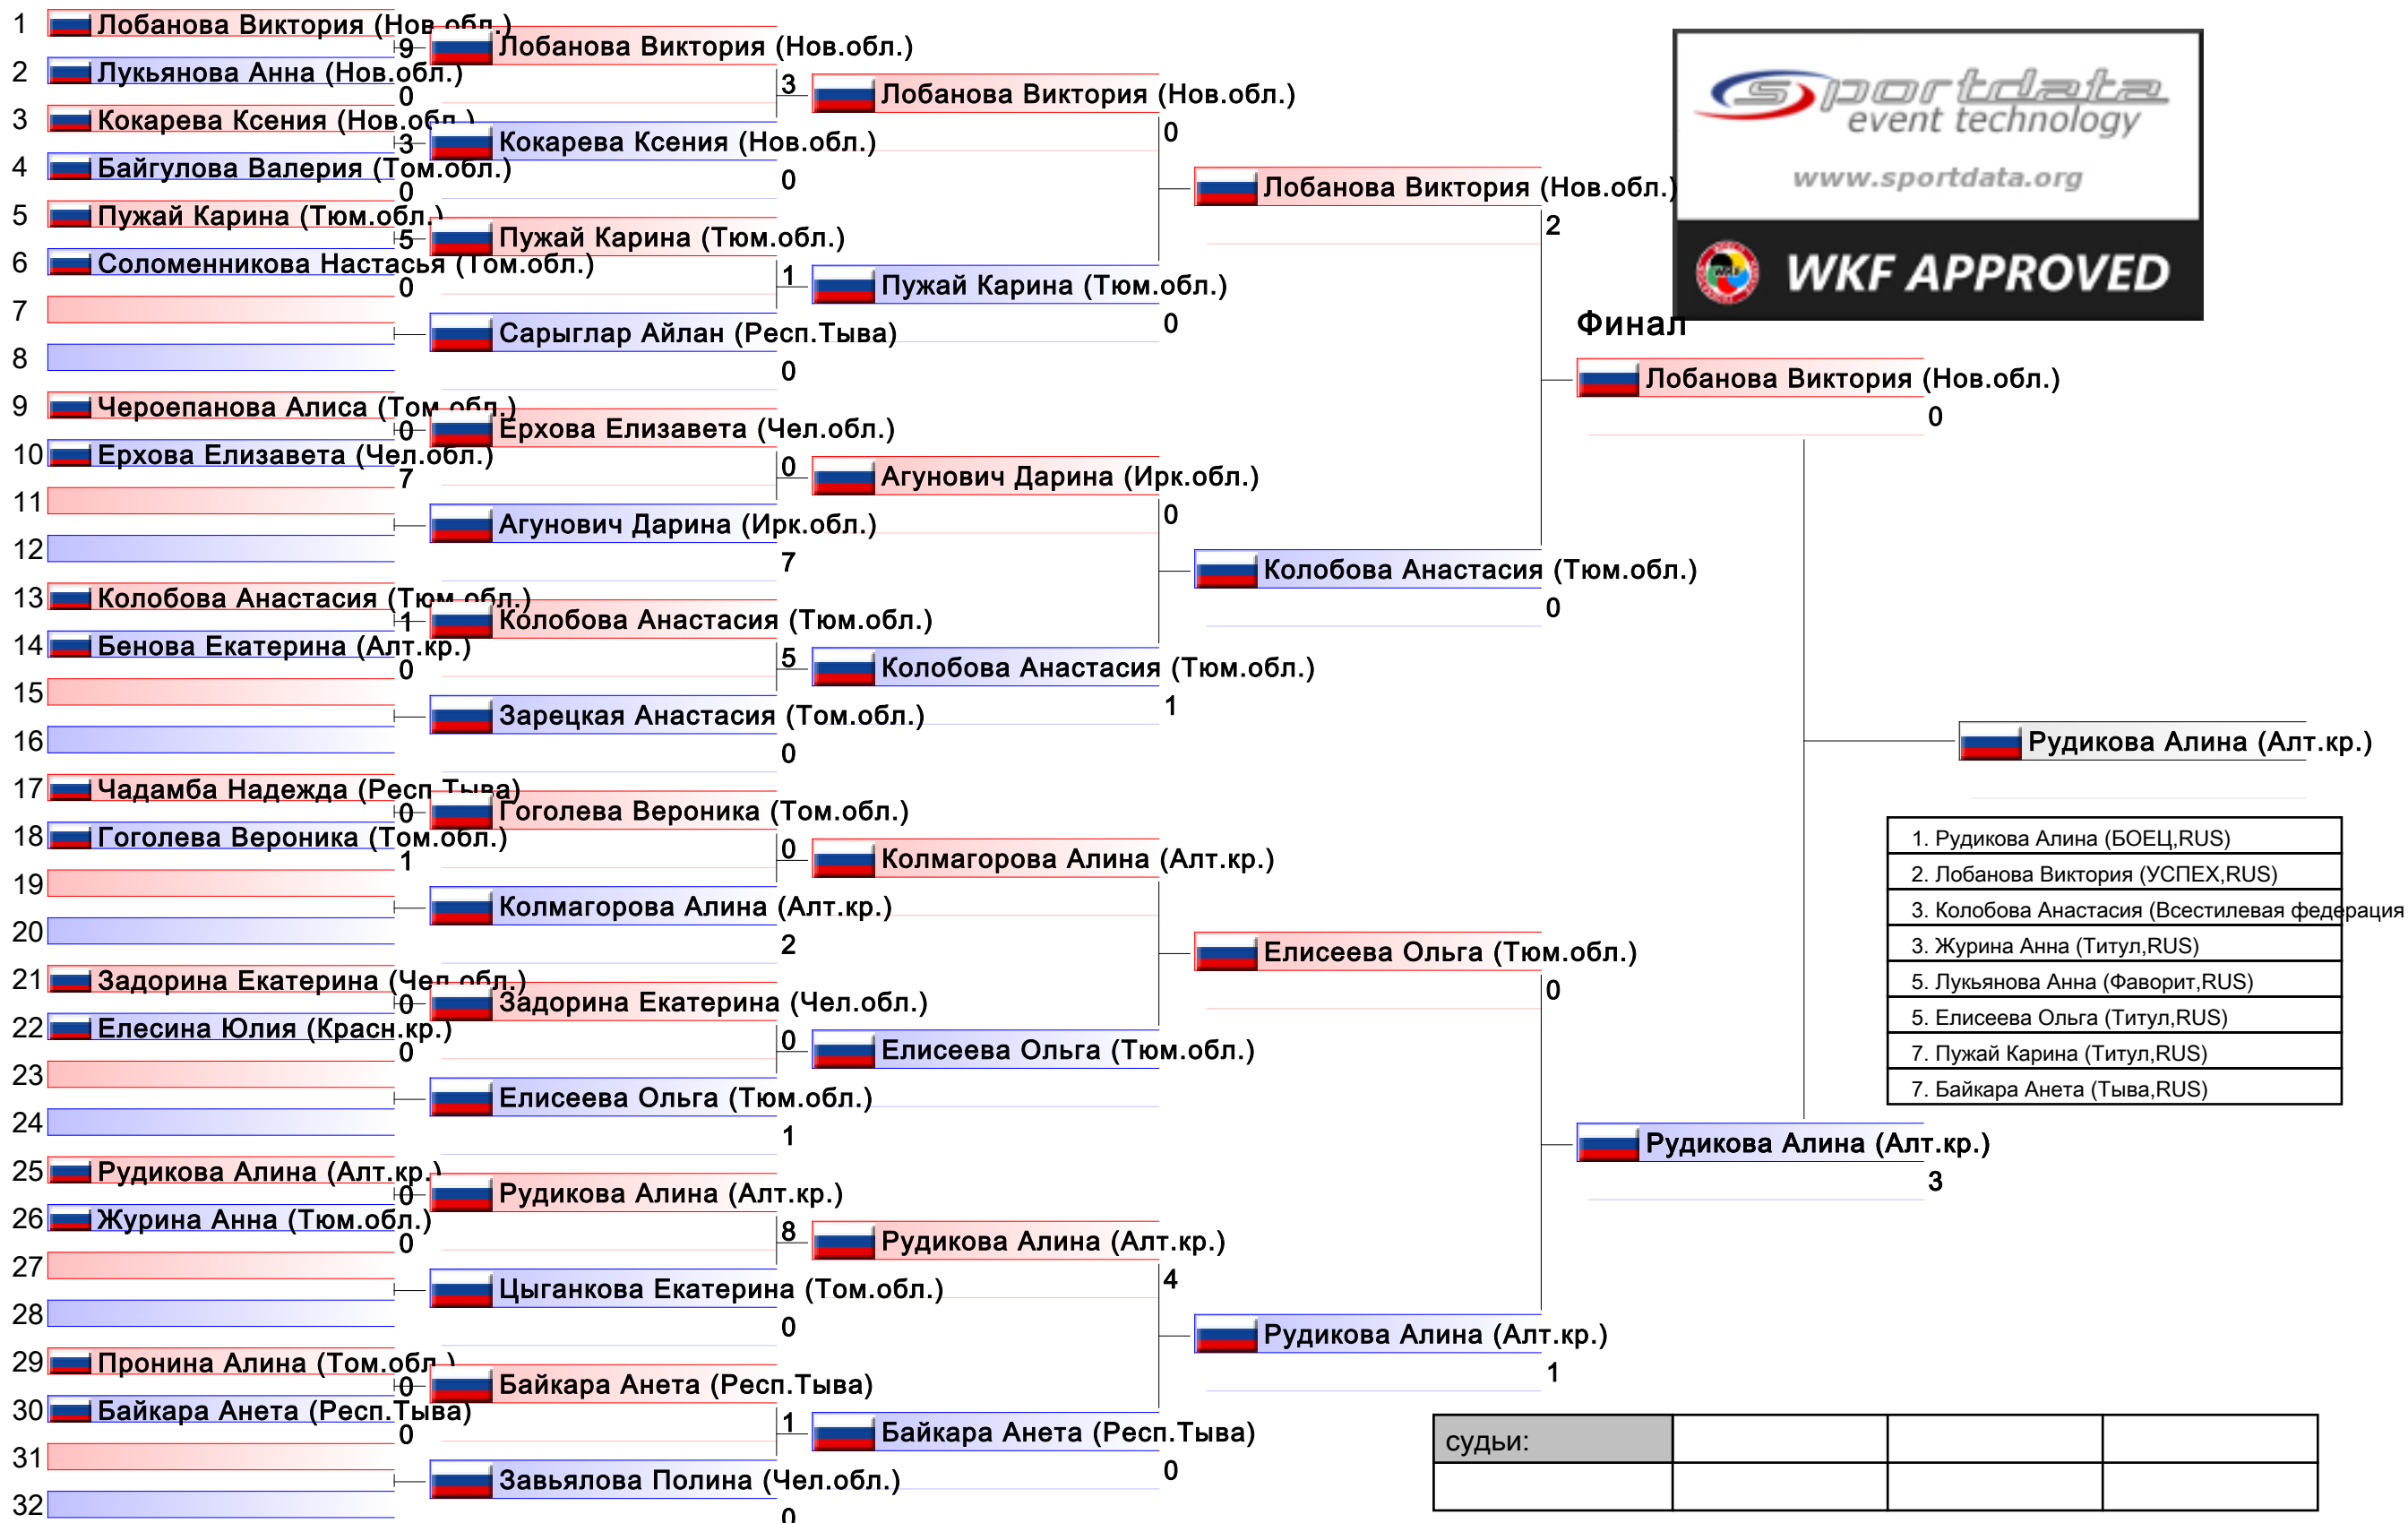 1 Лобанова Виктория (Нов.обл.)
9
2 Лукьянова Анна (Нов.обл.)
0
3 Кокарева Ксения (Нов.обл.)
3
4 Байгулова Валерия (Том.обл.)
0
5 Пужай Карина (Тюм.обл.)
5
6 Соломенникова Настасья (Том.обл.)
0
7
8
9 Чероепанова Алиса (Том.обл.)
0
10 Ерхова Елизавета (Чел.обл.)
7
11
12
13 Колобова Анастасия (Тюм.обл.)
1
14 Бенова Екатерина (Алт.кр.)
0
15
16
17 Чадамба Надежда (Респ.Тыва)
0
18 Гоголева Вероника (Том.обл.)
1
19
20
21 Задорина Екатерина (Чел.обл.)
0
22 Елесина Юлия (Красн.кр.)
0
23
24
25 Рудикова Алина (Алт.кр.)
0
26 Журина Анна (Тюм.обл.)
0
27
28
29 Пронина Алина (Том.обл.)
0
30 Байкара Анета (Респ.Тыва)
0
31
32
Лобанова Виктория (Нов.обл.)
3
Кокарева Ксения (Нов.обл.)
0
Пужай Карина (Тюм.обл.)
1
Сарыглар Айлан (Респ.Тыва)
0
Ерхова Елизавета (Чел.обл.)
0
Агунович Дарина (Ирк.обл.)
7
Колобова Анастасия (Тюм.обл.)
5
Зарецкая Анастасия (Том.обл.)
0
Гоголева Вероника (Том.обл.)
0
Колмагорова Алина (Алт.кр.)
2
Задорина Екатерина (Чел.обл.)
0
Елисеева Ольга (Тюм.обл.)
1
Рудикова Алина (Алт.кр.)
8
Цыганкова Екатерина (Том.обл.)
0
Байкара Анета (Респ.Тыва)
1
Завьялова Полина (Чел.обл.)
0
Лобанова Виктория (Нов.обл.)
0
Пужай Карина (Тюм.обл.)
0
Агунович Дарина (Ирк.обл.)
0
Колобова Анастасия (Тюм.обл.)
1
Колмагорова Алина (Алт.кр.)
Елисеева Ольга (Тюм.обл.)
Рудикова Алина (Алт.кр.)
4
Байкара Анета (Респ.Тыва)
0
Лобанова Виктория (Нов.обл.)
2
Колобова Анастасия (Тюм.обл.)
0
Елисеева Ольга (Тюм.обл.)
0
Рудикова Алина (Алт.кр.)
1
sportdata
event technology
www.sportdata.org
WKF
WKF APPROVED
Финал
Лобанова Виктория (Нов.обл.)
0
Рудикова Алина (Алт.кр.)
3
Рудикова Алина (Алт.кр.)
1. Рудикова Алина (БОЕЦ,RUS)
2. Лобанова Виктория (УСПЕХ,RUS)
3. Колобова Анастасия (Всестилевая федерация
3. Журина Анна (Титул,RUS)
5. Лукьянова Анна (Фаворит,RUS)
5. Елисеева Ольга (Титул,RUS)
7. Пужай Карина (Титул,RUS)
7. Байкара Анета (Тыва,RUS)
судьи: